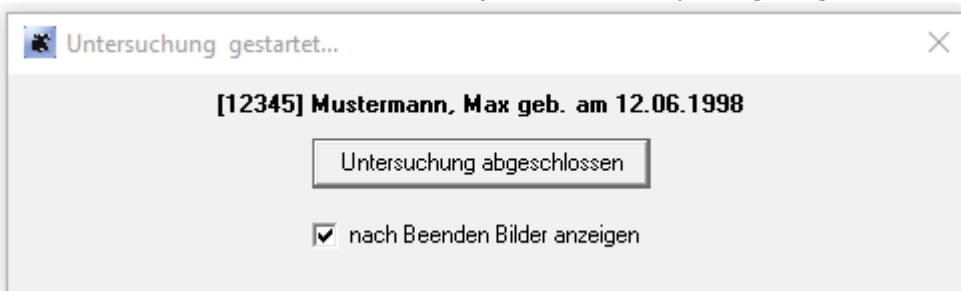 Untersuchung gestartet...
[12345] Mustermann, Max geb. am 12.06.1998
Untersuchung abgeschlossen
nach Beenden Bilder anzeigen